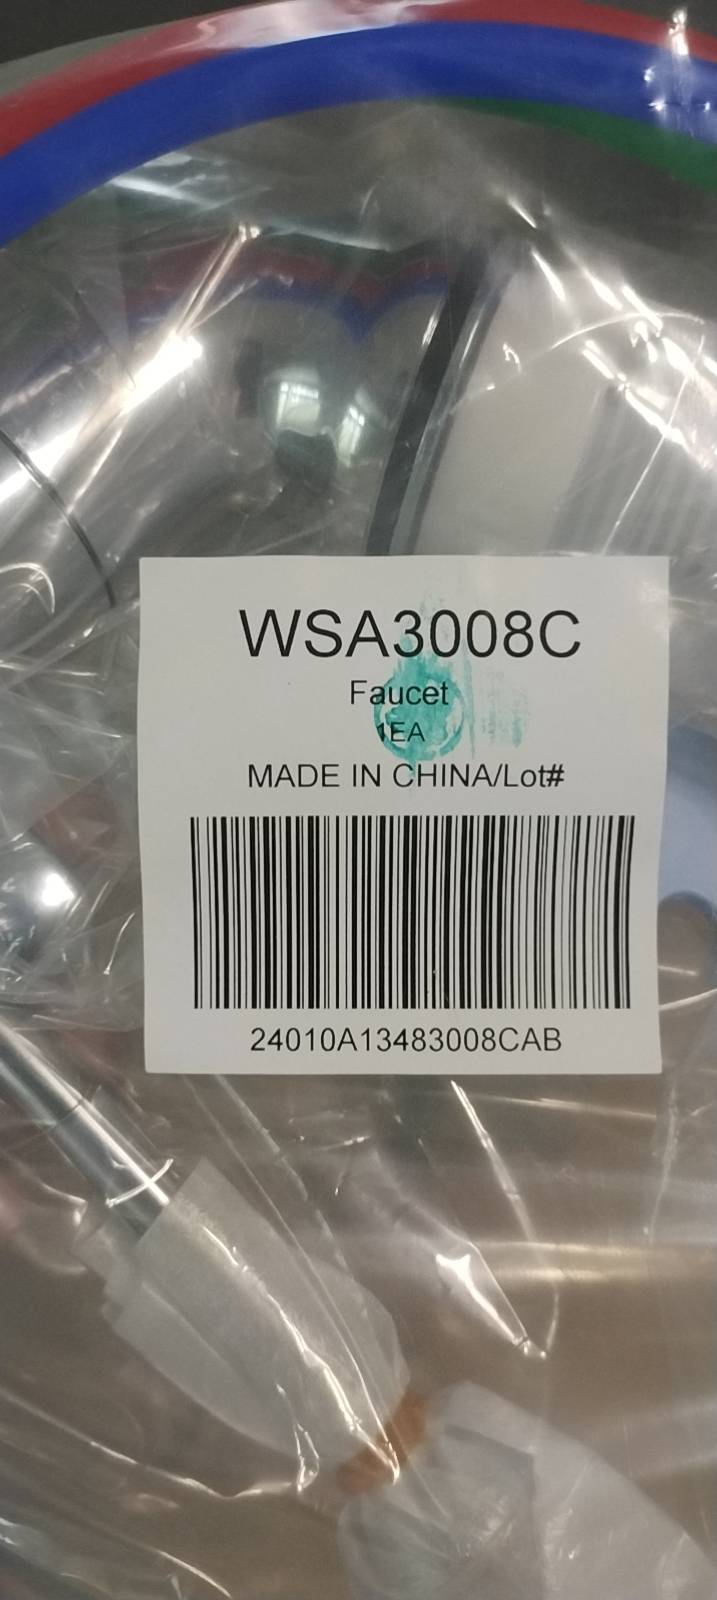 WSA3008C
Faucet
1EA
MADE IN CHINA/Lot#
24010A13483008CAB